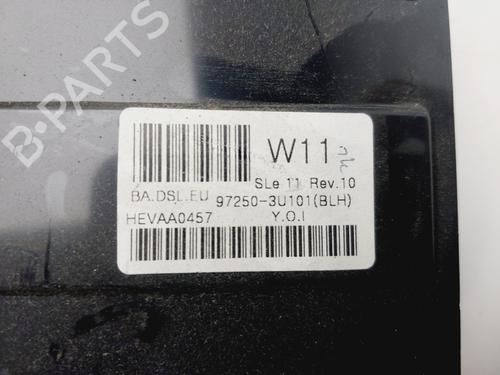 B-PARTS
W11
SLe 11 Rev.10
BA.DSL.EU 97250-3U101(BLH)
HEVAA0457 Y.O.I